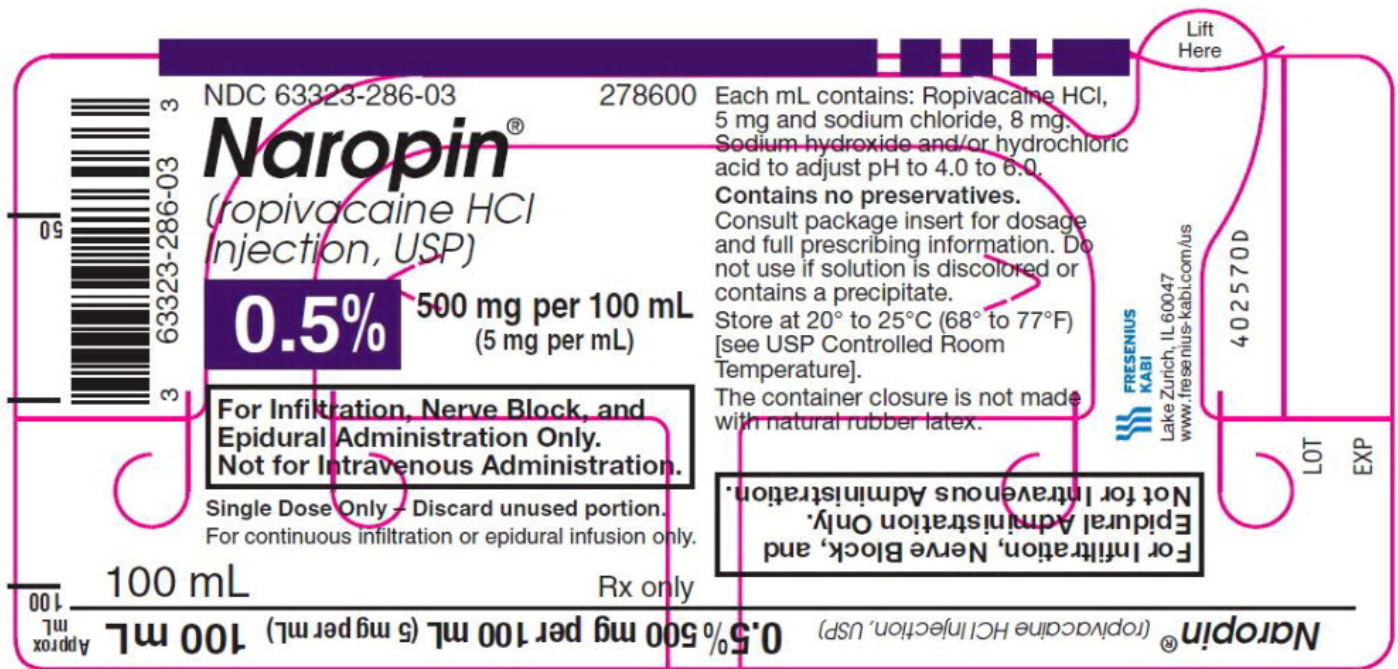 Lift
Here
NDC 63323-286-03 278600
Naropin®
(ropivacaine HCl
Injection, USP)
0.5%
500 mg per 100 mL
(5 mg per mL)
For Infiltration, Nerve Block, and
Epidural Administration Only.
Not for Intravenous Administration.
Single Dose Only – Discard unused portion.
For continuous infiltration or epidural infusion only.
100 mL Rx only
Each mL contains: Ropivacaine HCl,
5 mg and sodium chloride, 8 mg.
Sodium hydroxide and/or hydrochloric
acid to adjust pH to 4.0 to 6.0.
Contains no preservatives.
Consult package insert for dosage
and full prescribing information. Do
not use if solution is discolored or
contains a precipitate.
Store at 20° to 25°C (68° to 77°F)
[see USP Controlled Room
Temperature].
The container closure is not made
with natural rubber latex.
For Infiltration, Nerve Block, and
Epidural Administration Only.
Not for Intravenous Administration.
FRESENIUS
KABI
Lake Zurich, IL 60047
www.fresenius-kabi.com/us
402570D
LOT
EXP
3 63323-286-03 3
50
100
Approx
mL
Naropin® (ropivacaine HCl Injection, USP) 0.5% 500 mg per 100 mL (5 mg per mL) 100 mL